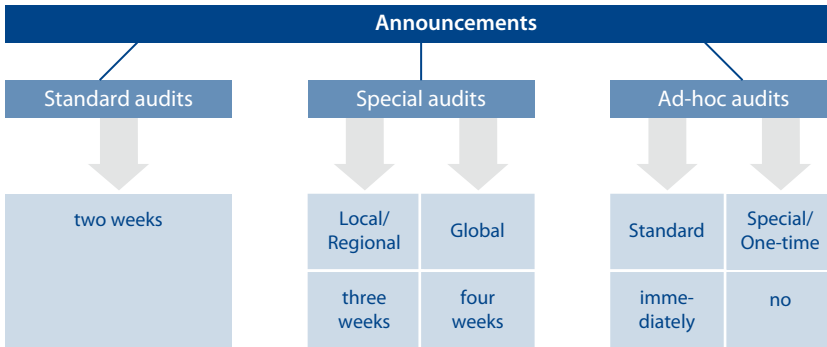 Announcements
Standard audits
Special audits
Ad-hoc audits
two weeks
Local/
Regional
Global
Standard
Special/
One-time
three
weeks
four
weeks
imme-
diately
no